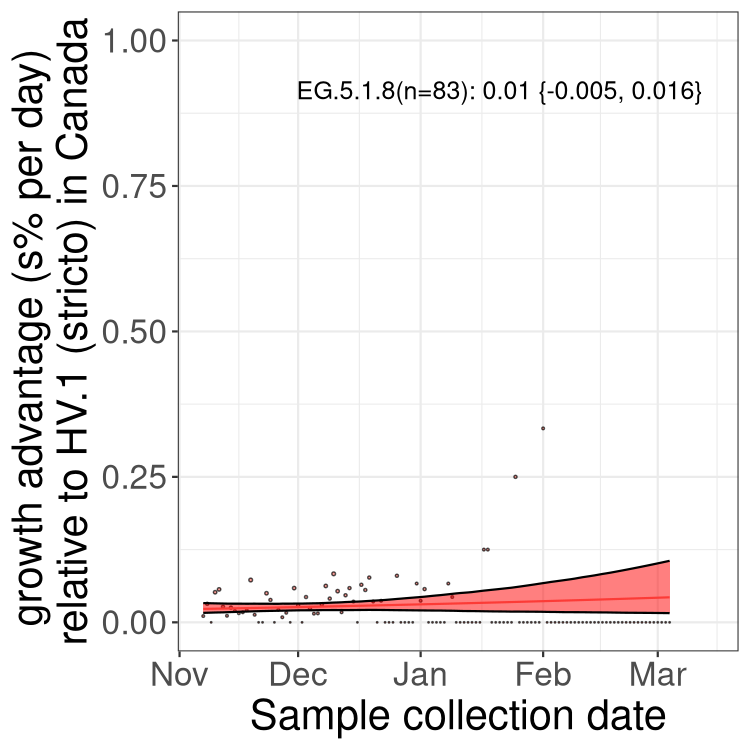 growth advantage (s% per day)
relative to HV.1 (stricto) in Canada
1.00
0.75
0.50
0.25
0.00
EG.5.1.8(n=83): 0.01 {-0.005, 0.016}
Nov Dec Jan Feb Mar
Sample collection date